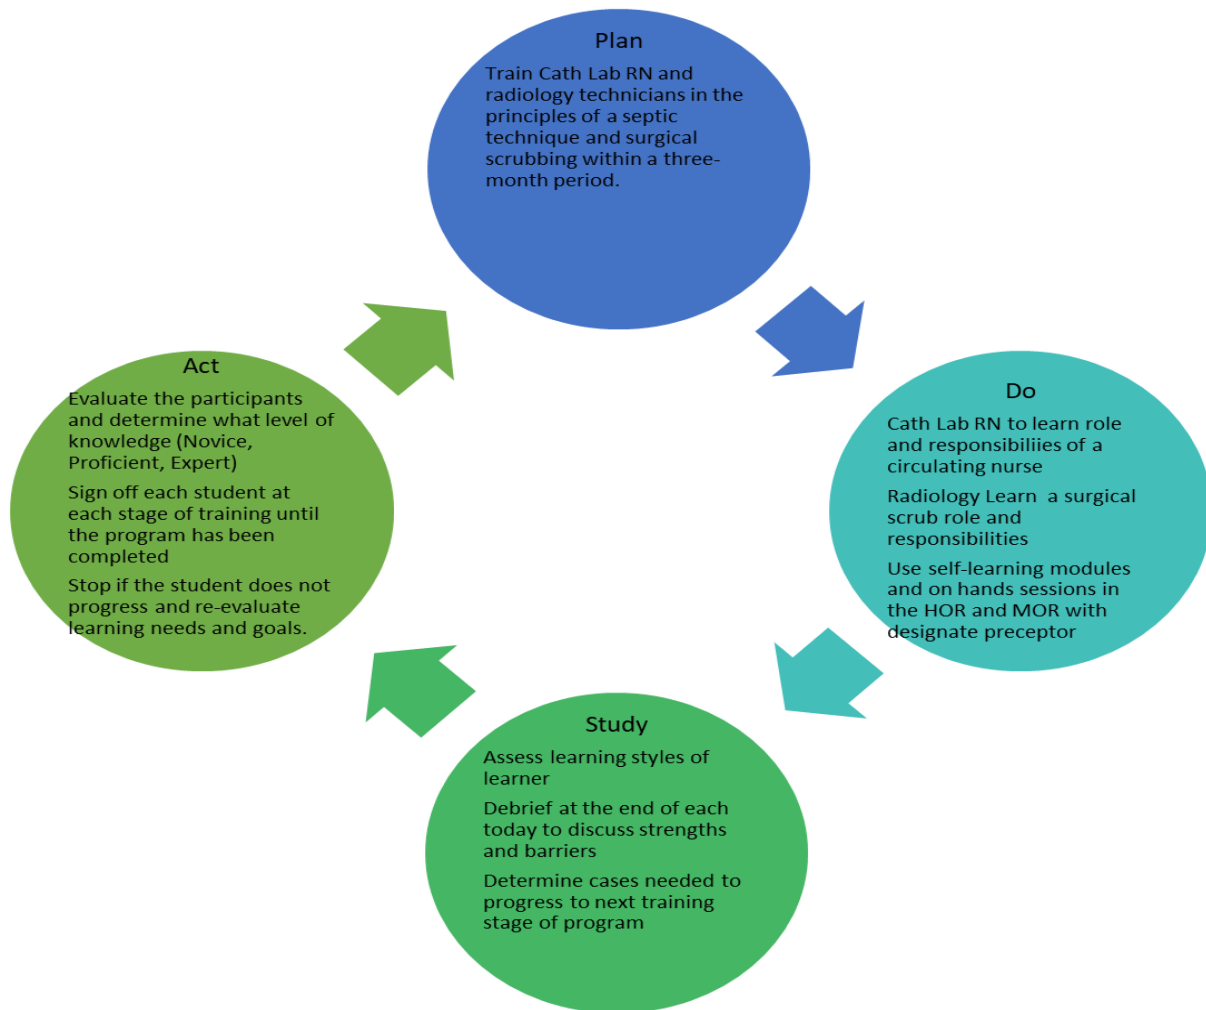 Plan
Train Cath Lab RN and
radiology technicians in the
principles of a septic
technique and surgical
scrubbing within a three-
month period.
Do
Cath Lab RN to learn role
and responsibiliies of a
circulating nurse
Radiology Learn  a surgical
scrub role and
responsibilities
Use self-learning modules
and on hands sessions in
the HOR and MOR with
designate preceptor
Study
Assess learning styles of
learner
Debrief at the end of each
today to discuss strengths
and barriers
Determine cases needed to
progress to next training
stage of program
Act
Evaluate the participants
and determine what level of
knowledge (Novice,
Proficient, Expert)
Sign off each student at
each stage of training until
the program has been
completed
Stop if the student does not
progress and re-evaluate
learning needs and goals.